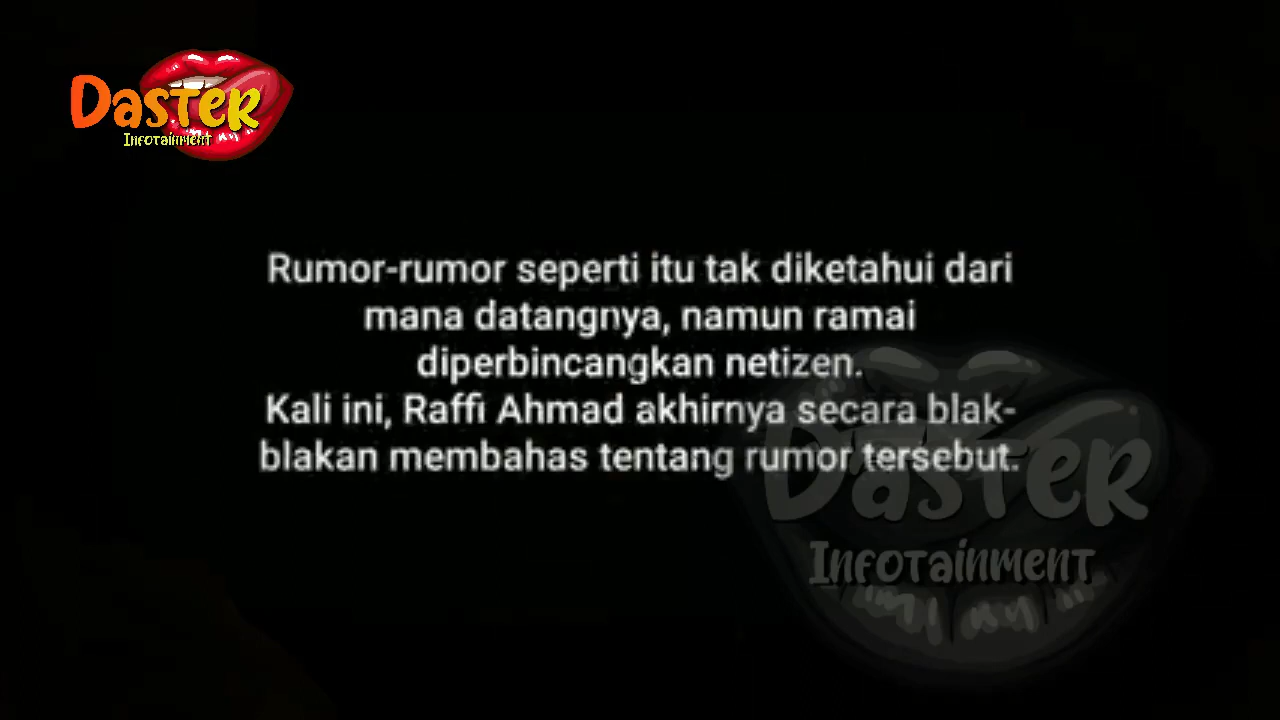 Daster
Infotainment
Rumor-rumor seperti itu tak diketahui dari
mana datangnya, namun ramai
diperbincangkan netizen.
Kali ini, Raffi Ahmad akhirnya secara blak-
blakan membahas tentang rumor tersebut.
Daster
Infotainment